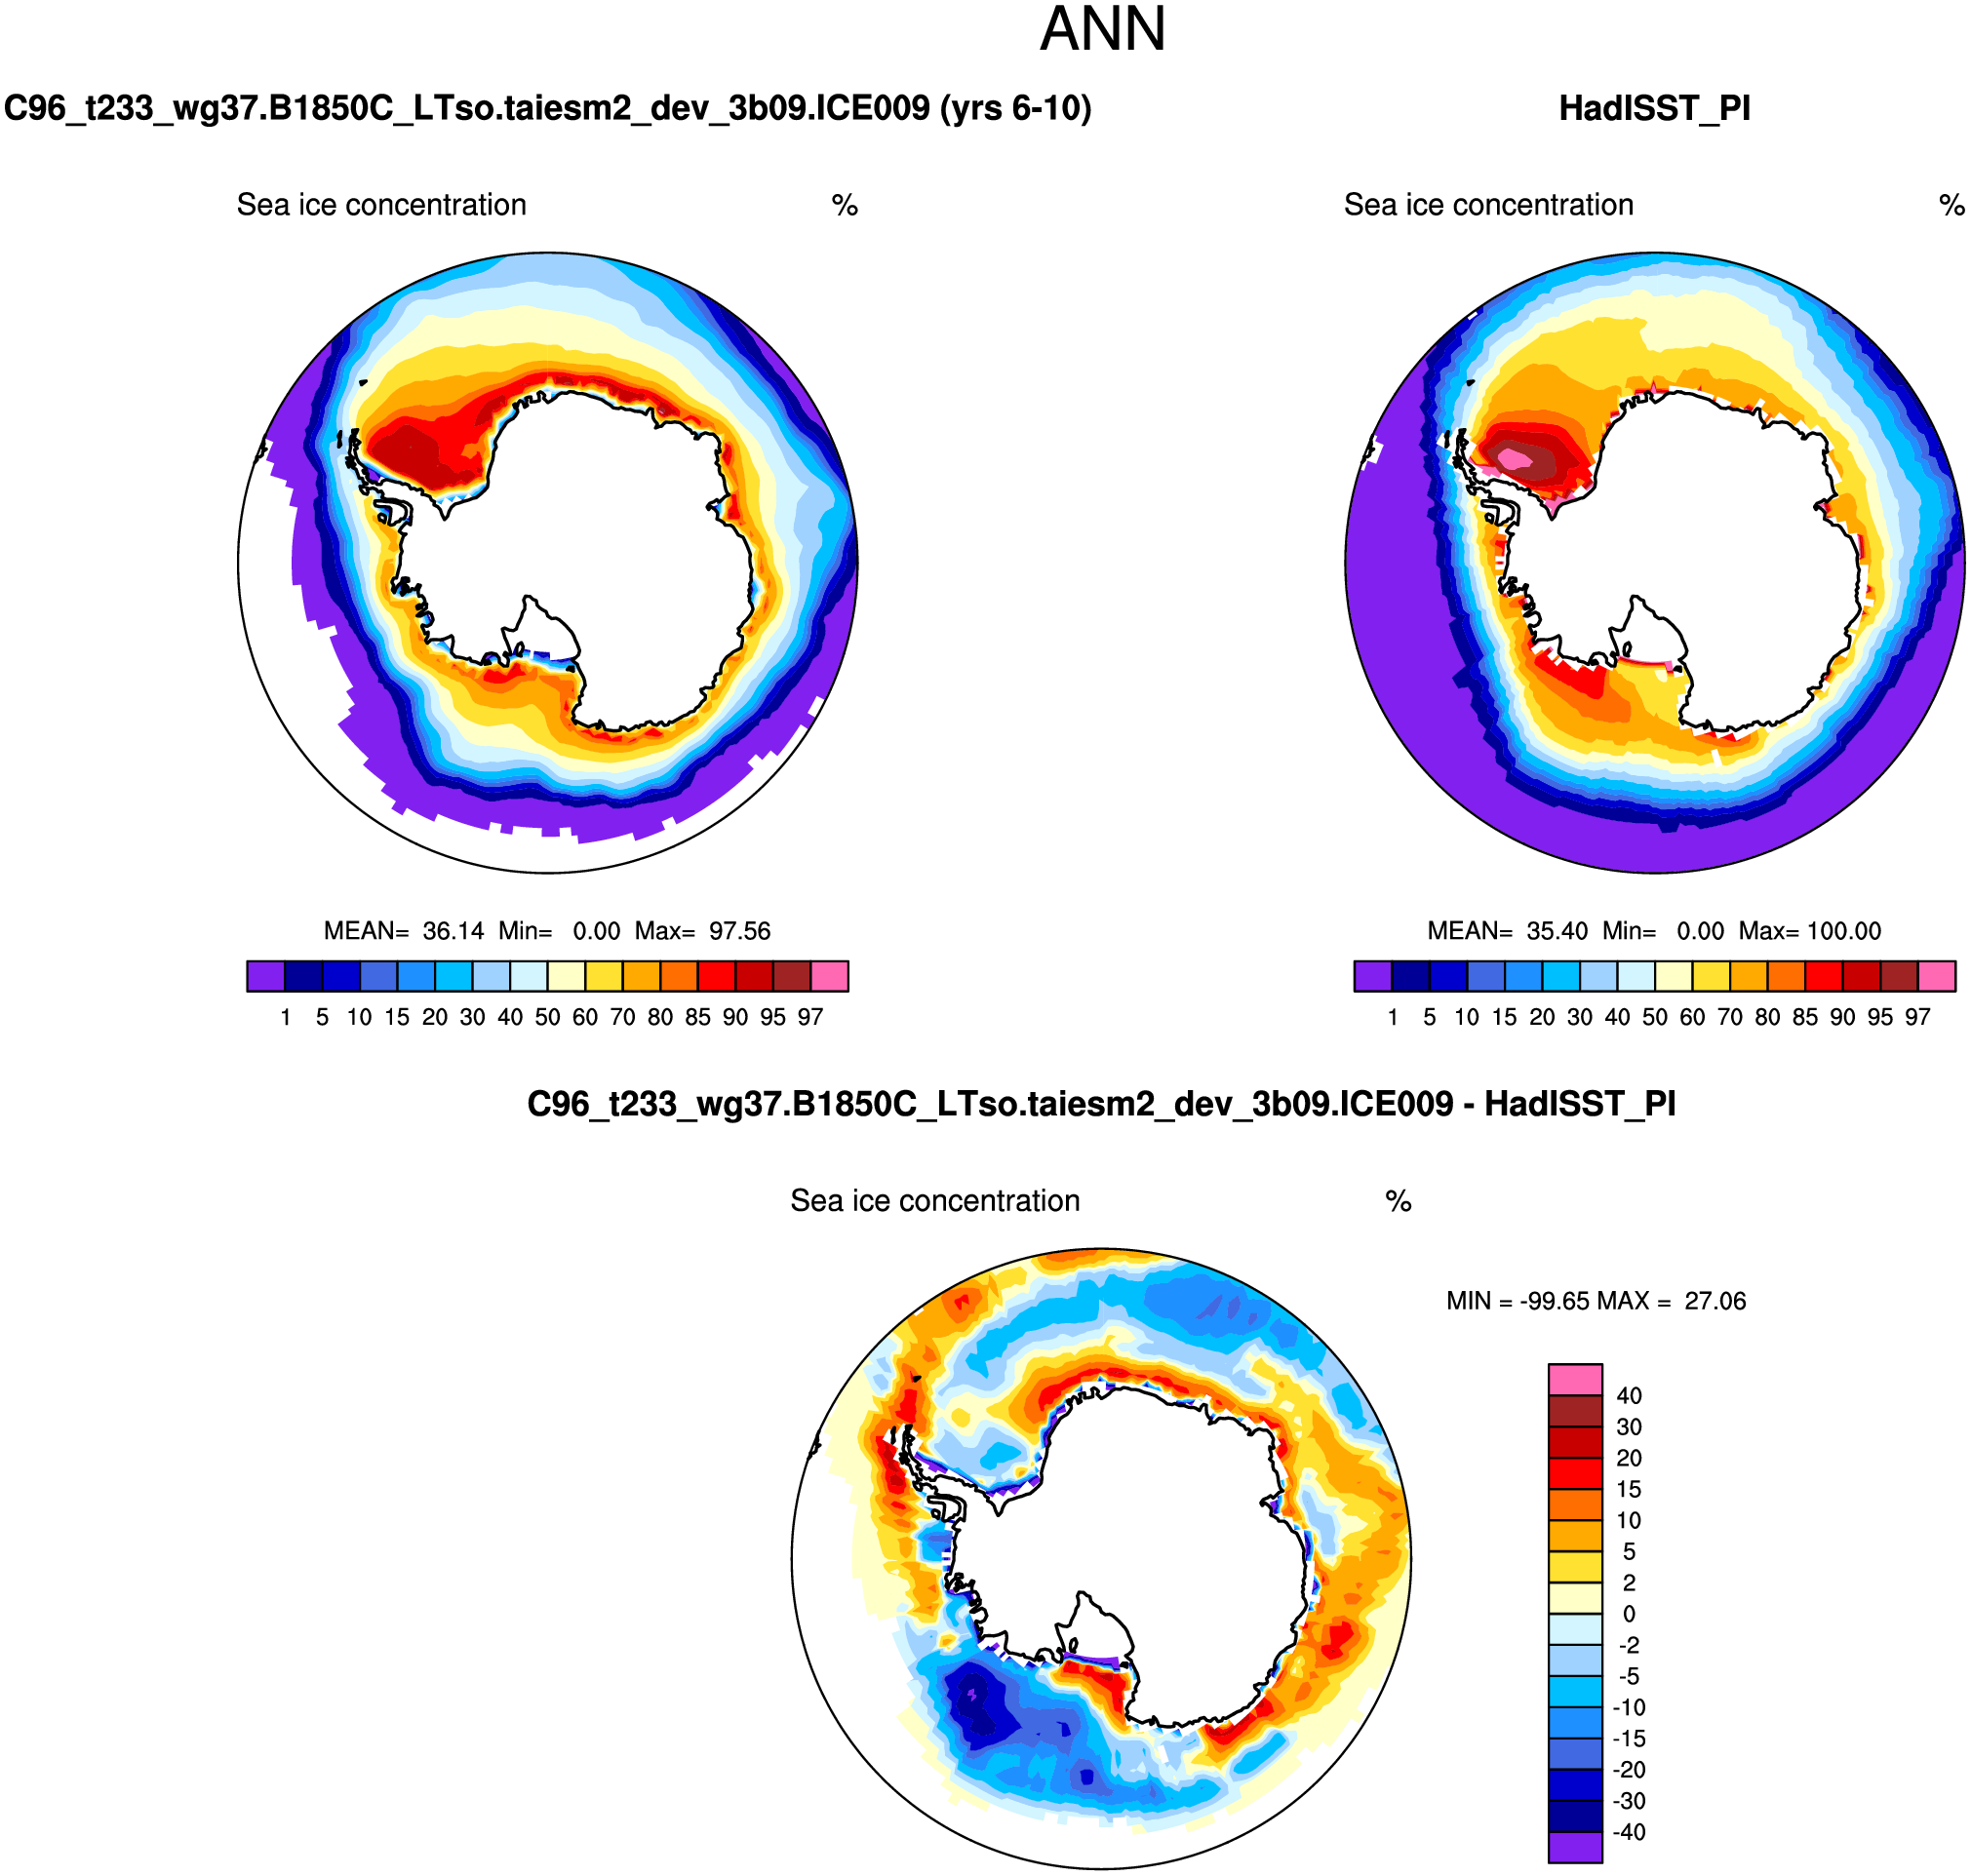 ANN
C96_t233_wg37.B1850C_LTso.taiesm2_dev_3b09.ICE009 (yrs 6-10)
HadISST_PI
Sea ice concentration %
Sea ice concentration %
MEAN= 36.14 Min= 0.00 Max= 97.56
MEAN= 35.40 Min= 0.00 Max= 100.00
1 5 10 15 20 30 40 50 60 70 80 85 90 95 97
1 5 10 15 20 30 40 50 60 70 80 85 90 95 97
C96_t233_wg37.B1850C_LTso.taiesm2_dev_3b09.ICE009 - HadISST_PI
Sea ice concentration %
MIN = -99.65 MAX = 27.06
40
30
20
15
10
5
2
0
-2
-5
-10
-15
-20
-30
-40